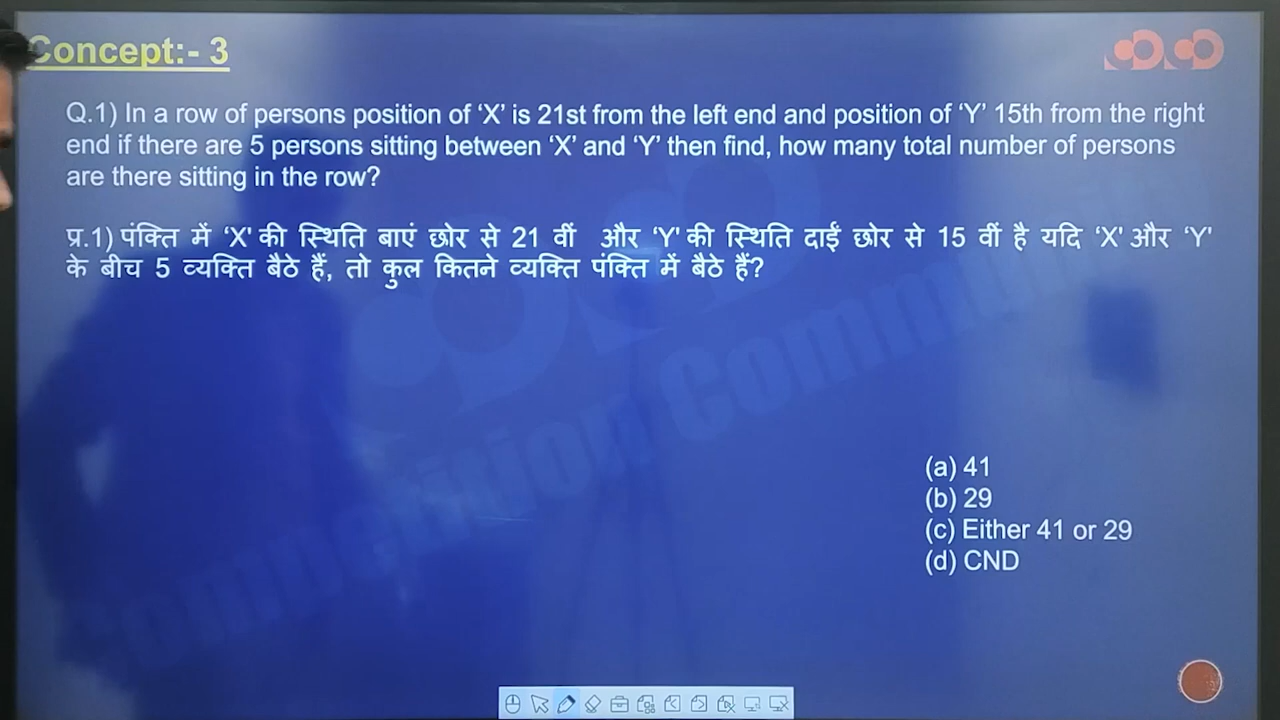 Concept:- 3
Q.1) In a row of persons position of ‘X’ is 21st from the left end and position of ‘Y’ 15th from the right
end if there are 5 persons sitting between ‘X’ and ‘Y’ then find, how many total number of persons
are there sitting in the row?
प्र.1) पंक्ति में ‘X' की स्थिति बाएं छोर से 21 वीं और ‘Y' की स्थिति दाईं छोर से 15 वीं है यदि ‘X' और ‘Y'
के बीच 5 व्यक्ति बैठे हैं, तो कुल कितने व्यक्ति पंक्ति में बैठे हैं?
(a) 41
(b) 29
(c) Either 41 or 29
(d) CND